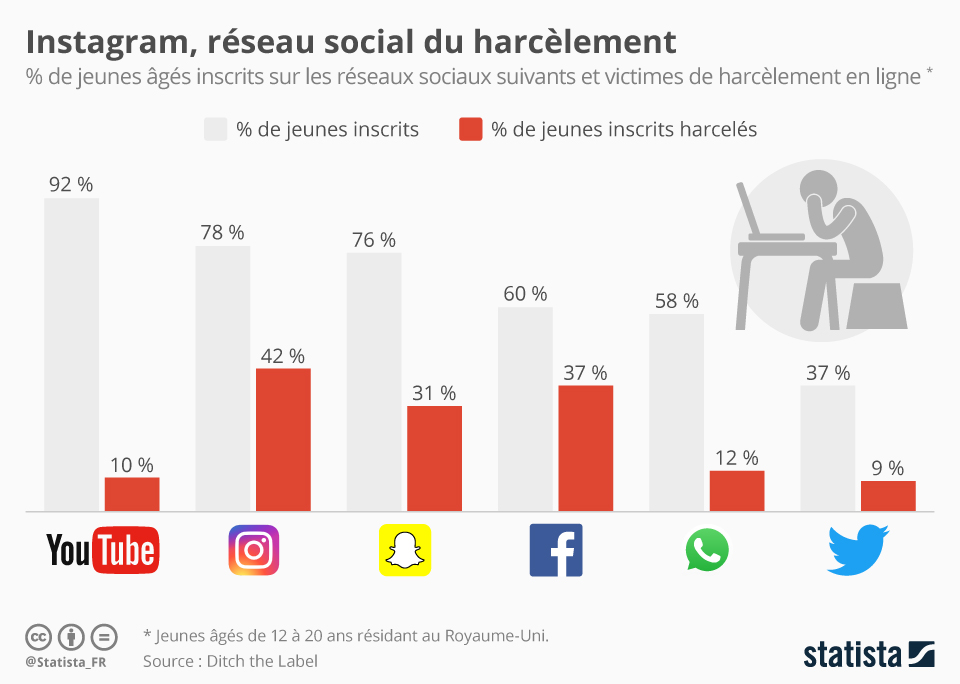 Instagram, réseau social du harcèlement
% de jeunes âgés inscrits sur les réseaux sociaux suivants et victimes de harcèlement en ligne *
% de jeunes inscrits
% de jeunes inscrits harcelés
92 %
10 %
78 %
42 %
76 %
31 %
60 %
37 %
58 %
12 %
37 %
9 %
YouTube
f
cc
=
@Statista_FR
* Jeunes âgés de 12 à 20 ans résidant au Royaume-Uni.
Source : Ditch the Label
statista